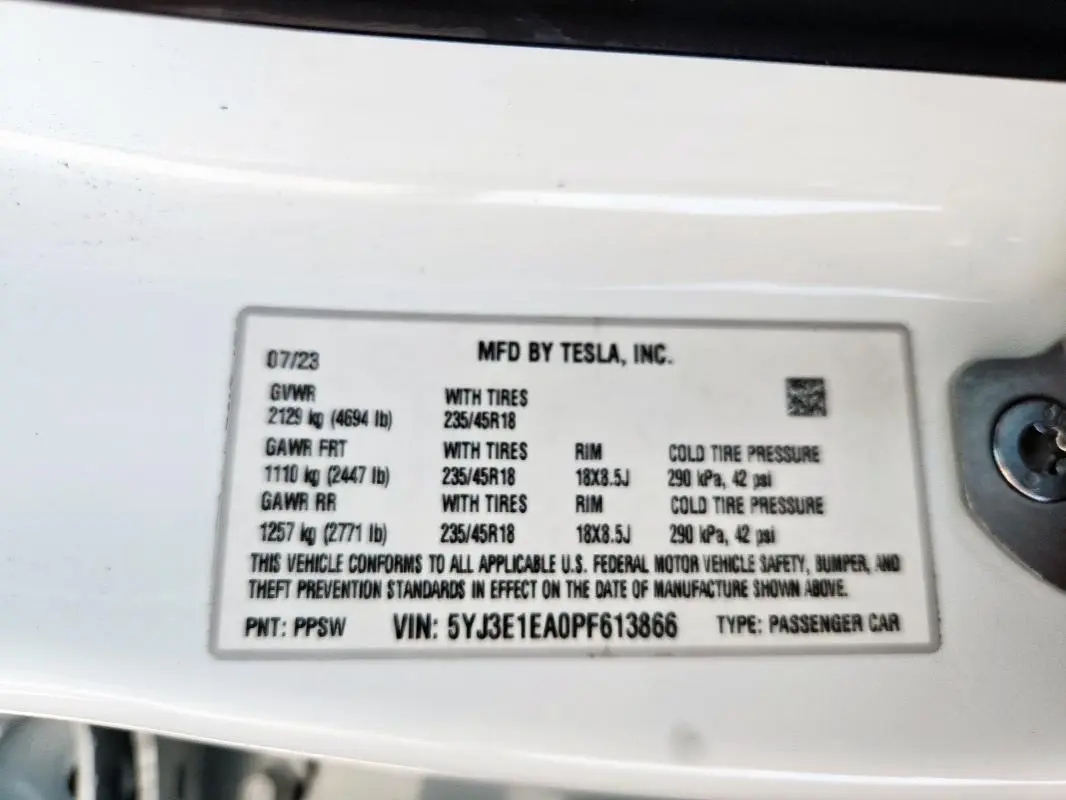 07/23 MFD BY TESLA, INC.
GVWR WITH TIRES
2129 kg (4694 lb) 235/45R18
GAWR FRT WITH TIRES RIM COLD TIRE PRESSURE
1110 kg (2447 lb) 235/45R18 18X8.5J 290 kPa, 42 psi
GAWR RR WITH TIRES RIM COLD TIRE PRESSURE
1257 kg (2771 lb) 235/45R18 18X8.5J 290 kPa, 42 psi
THIS VEHICLE CONFORMS TO ALL APPLICABLE U.S. FEDERAL MOTOR VEHICLE SAFETY, BUMPER, AND
THEFT PREVENTION STANDARDS IN EFFECT ON THE DATE OF MANUFACTURE SHOWN ABOVE.
PNT: PPSW VIN: 5YJ3E1EA0PF613866 TYPE: PASSENGER CAR